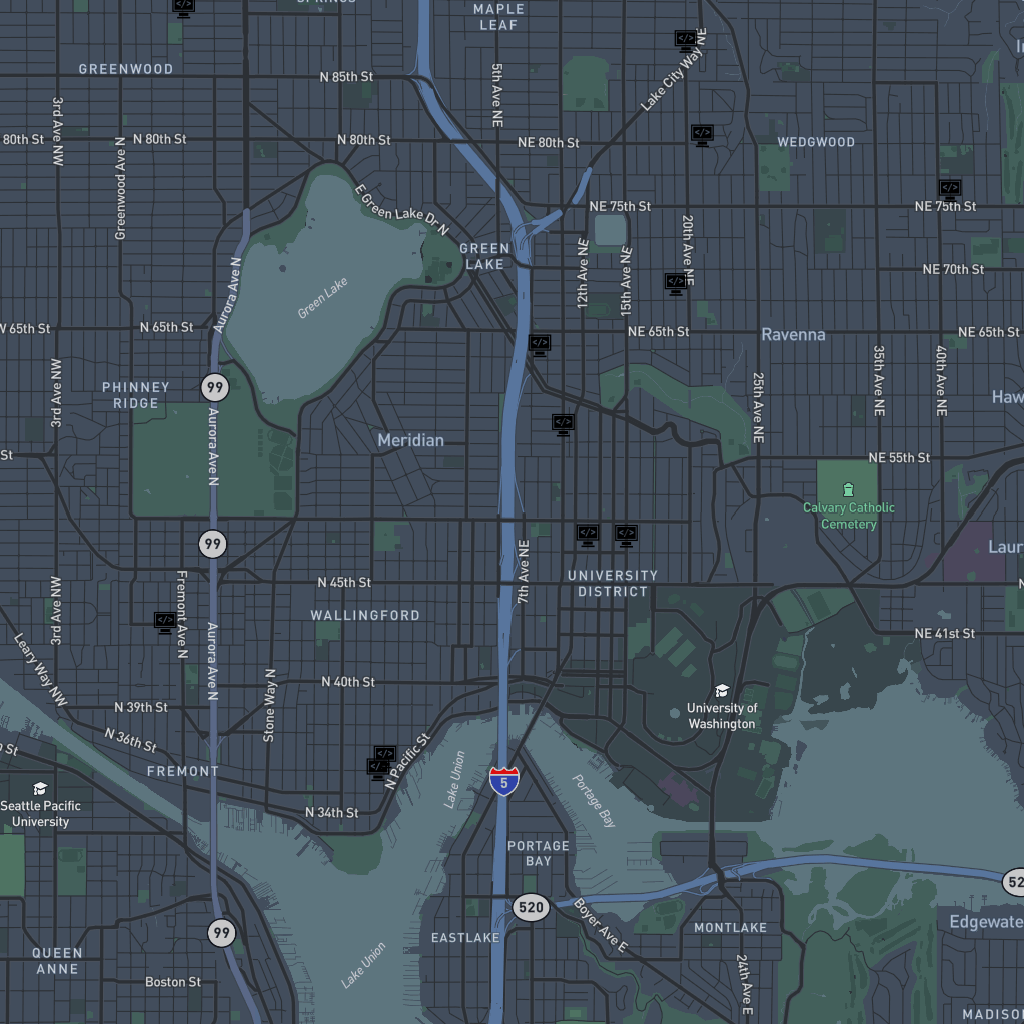 MAPLE
LEAF
GREENWOOD
N 85th St
5th Ave NE
Lake City Way NE
3rd Ave NW
80th St
N 80th St
N 80th St
NE 80th St
WEDGWOOD
Greenwood Ave N
E Green Lake Dr N
NE 75th St
NE 75th St
20th Ave NE
GREEN
LAKE
12th Ave NE
15th Ave NE
NE 70th St
Aurora Ave N
Green Lake
W 65th St
N 65th St
NE 65th St
Ravenna
NE 65th St
3rd Ave NW
PHINNEY
RIDGE
99
35th Ave NE
40th Ave NE
25th Ave NE
Haw
Aurora Ave N
Meridian
St
NE 55th St
Calvary Catholic
Cemetery
99
7th Ave NE
Laur
UNIVERSITY
DISTRICT
3rd Ave NW
Fremont Ave N
N 45th St
N
WALLINGFORD
Aurora Ave N
NE 41st St
Leary Way NW
Stone Way N
N 40th St
University of
Washington
N 39th St
N 36th St
St
N Pacific St
Lake Union
FREMONT
5
Portage Bay
Seattle Pacific
University
N 34th St
PORTAGE
BAY
520
52
99
Boyer Ave E
EASTLAKE
MONTLAKE
Edgewate
QUEEN
ANNE
Lake Union
24th Ave E
Boston St
MADISO